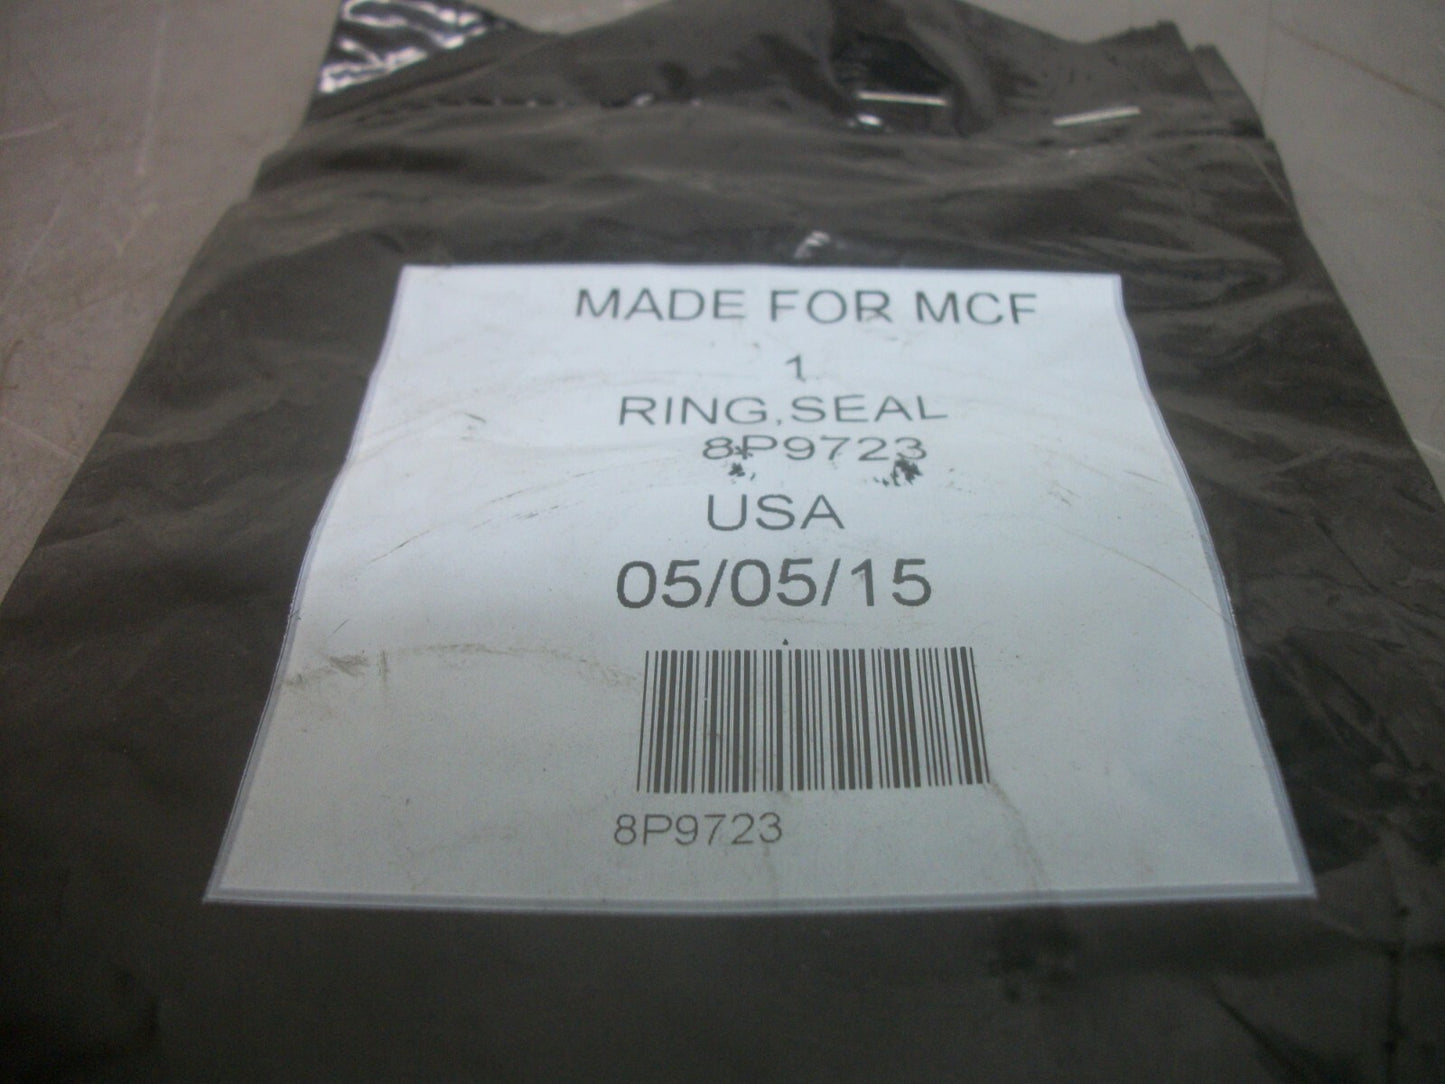 MADE FOR MCF
1
RING,SEAL
8P9723
USA
05/05/15
8P9723